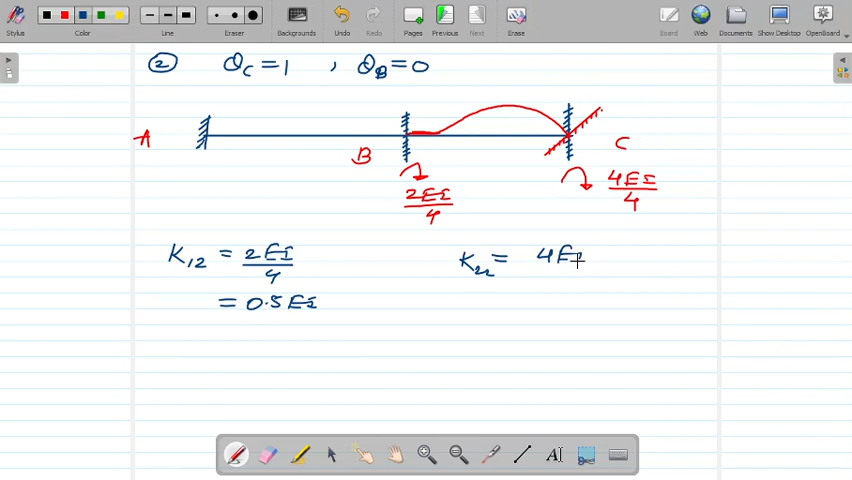 Stylus Color Line Eraser Backgrounds Undo Pages Previous Next Erase Board Web Documents Show Desktop OpenBoard
② θC = 1 , θB = 0
A B C
2EI/4 4EI/4
K12 = 2EI/4 K22 = 4EI
= 0.5EI